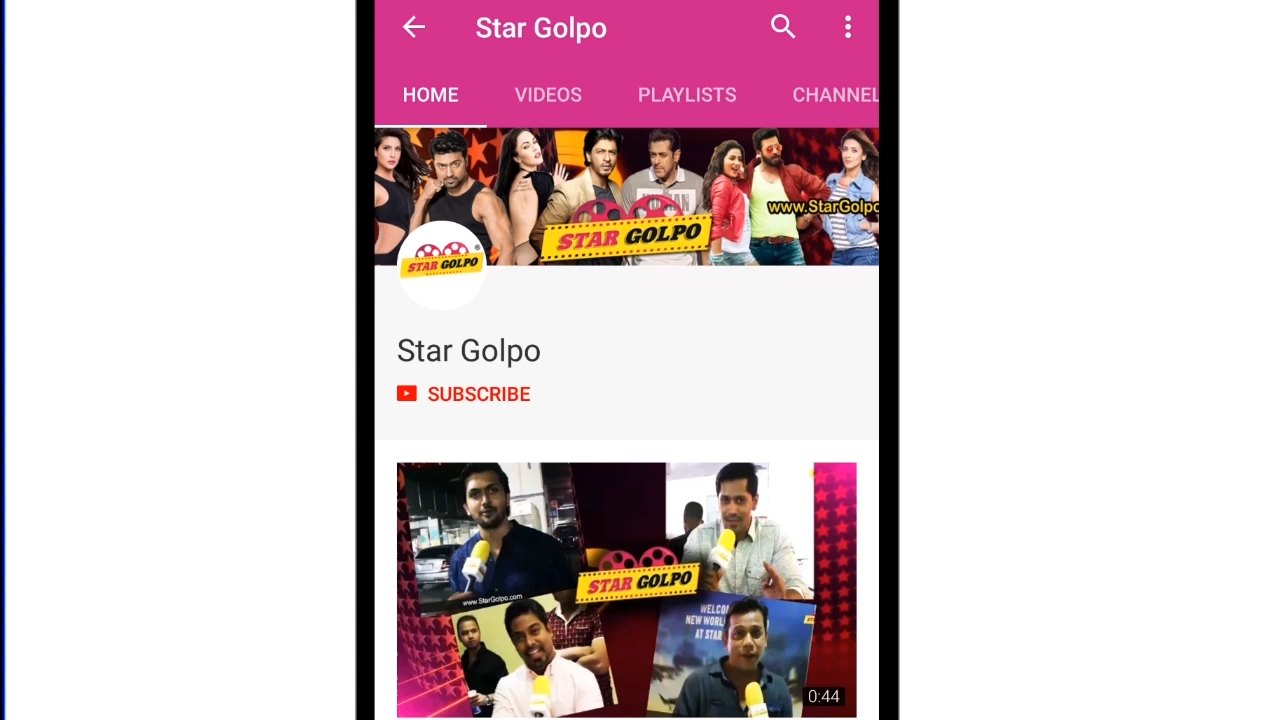 Star Golpo
HOME VIDEOS PLAYLISTS CHANNEL
www.StarGolpo
STAR GOLPO
STAR GOLPO
Star Golpo
SUBSCRIBE
STAR GOLPO
www.StarGolpo.com
WELCO
NEW WORL
AT STAR
0:44